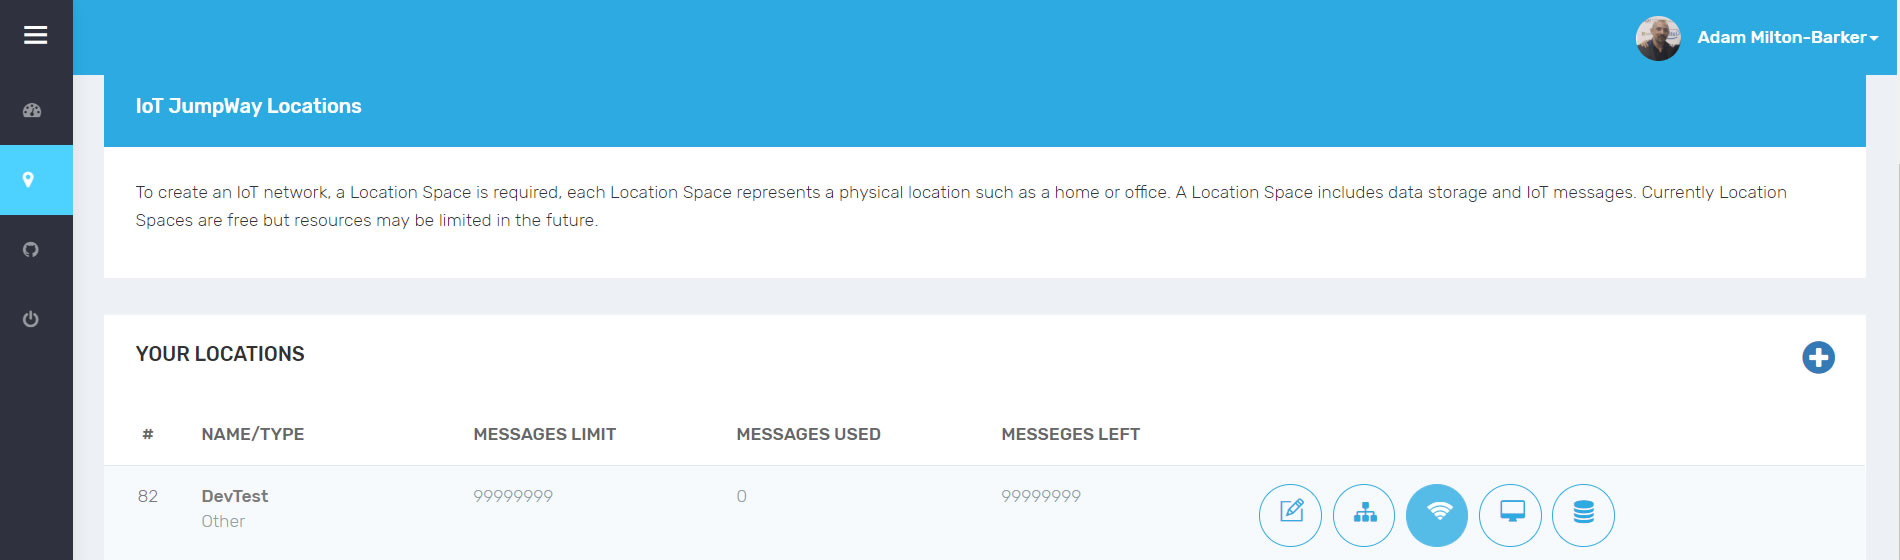 Adam Milton-Barker
IoT JumpWay Locations
To create an IoT network, a Location Space is required, each Location Space represents a physical location such as a home or office. A Location Space includes data storage and IoT messages. Currently Location
Spaces are free but resources may be limited in the future.
YOUR LOCATIONS
# NAME/TYPE MESSAGES LIMIT MESSAGES USED MESSEGES LEFT
82 DevTest 99999999 0 99999999
Other